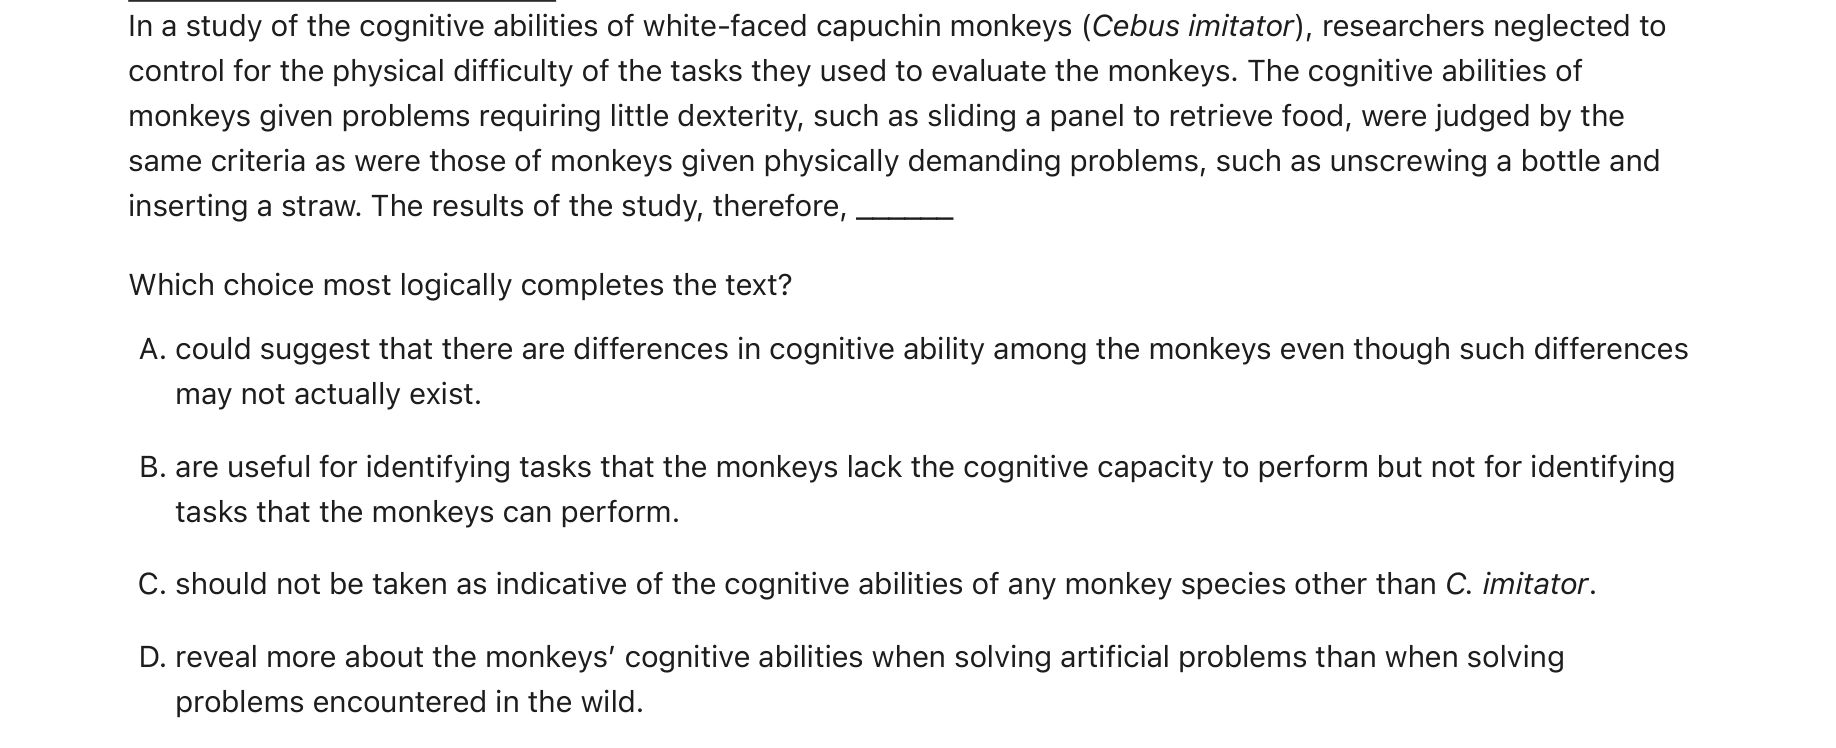 In a study of the cognitive abilities of white-faced capuchin monkeys (Cebus imitator), researchers neglected to
control for the physical difficulty of the tasks they used to evaluate the monkeys. The cognitive abilities of
monkeys given problems requiring little dexterity, such as sliding a panel to retrieve food, were judged by the
same criteria as were those of monkeys given physically demanding problems, such as unscrewing a bottle and
inserting a straw. The results of the study, therefore, ______
Which choice most logically completes the text?
A. could suggest that there are differences in cognitive ability among the monkeys even though such differences
may not actually exist.
B. are useful for identifying tasks that the monkeys lack the cognitive capacity to perform but not for identifying
tasks that the monkeys can perform.
C. should not be taken as indicative of the cognitive abilities of any monkey species other than C. imitator.
D. reveal more about the monkeys’ cognitive abilities when solving artificial problems than when solving
problems encountered in the wild.